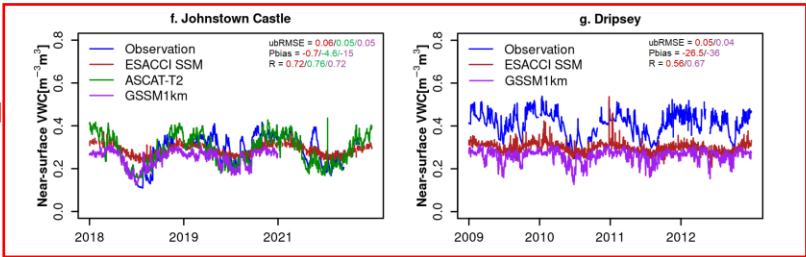 f. Johnstown Castle
Near-surface VWC[m−3m3]
0.0 0.2 0.4 0.6 0.8
Observation
ESACCI SSM
ASCAT-T2
GSSM1km
ubRMSE = 0.06/0.05/0.05
Pbias = -0.7/-4.6/-15
R = 0.72/0.76/0.72
2018 2019 2021
g. Dripsey
Near-surface VWC[m−3m3]
0.0 0.2 0.4 0.6 0.8
Observation
ESACCI SSM
GSSM1km
ubRMSE = 0.05/0.04
Pbias = -26.5/-36
R = 0.56/0.67
2009 2010 2011 2012